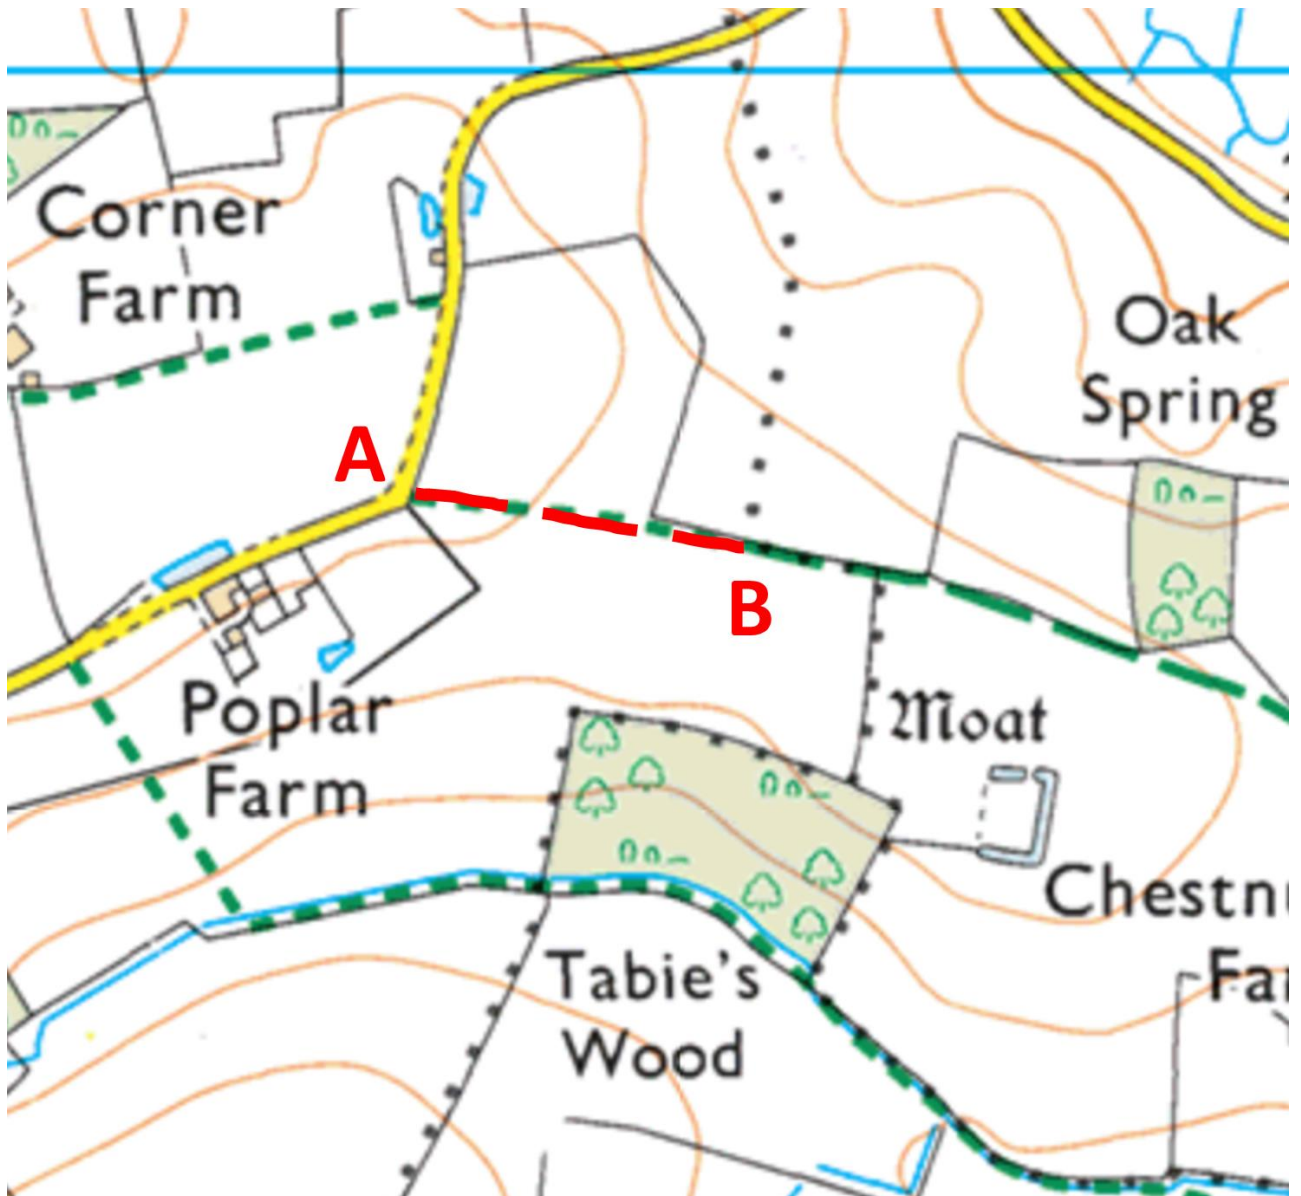 Corner
Farm
Oak
Spring
A
B
Poplar
Farm
Moat
Chestn
Tabie's
Wood
Fa